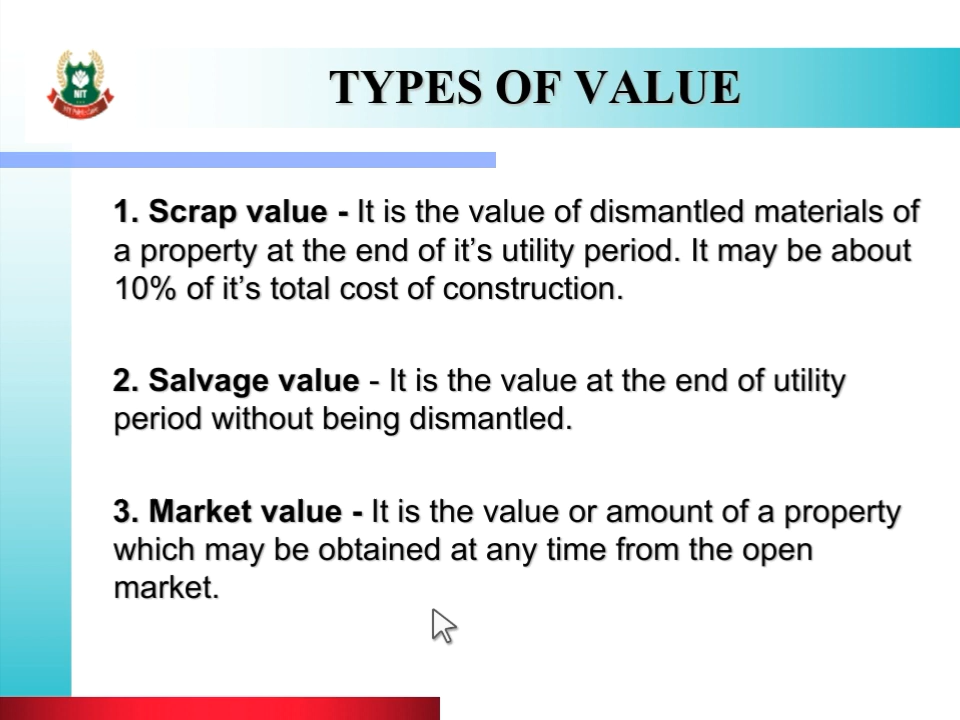 NIT
TYPES OF VALUE
1. Scrap value - It is the value of dismantled materials of
a property at the end of it’s utility period. It may be about
10% of it’s total cost of construction.
2. Salvage value - It is the value at the end of utility
period without being dismantled.
3. Market value - It is the value or amount of a property
which may be obtained at any time from the open
market.